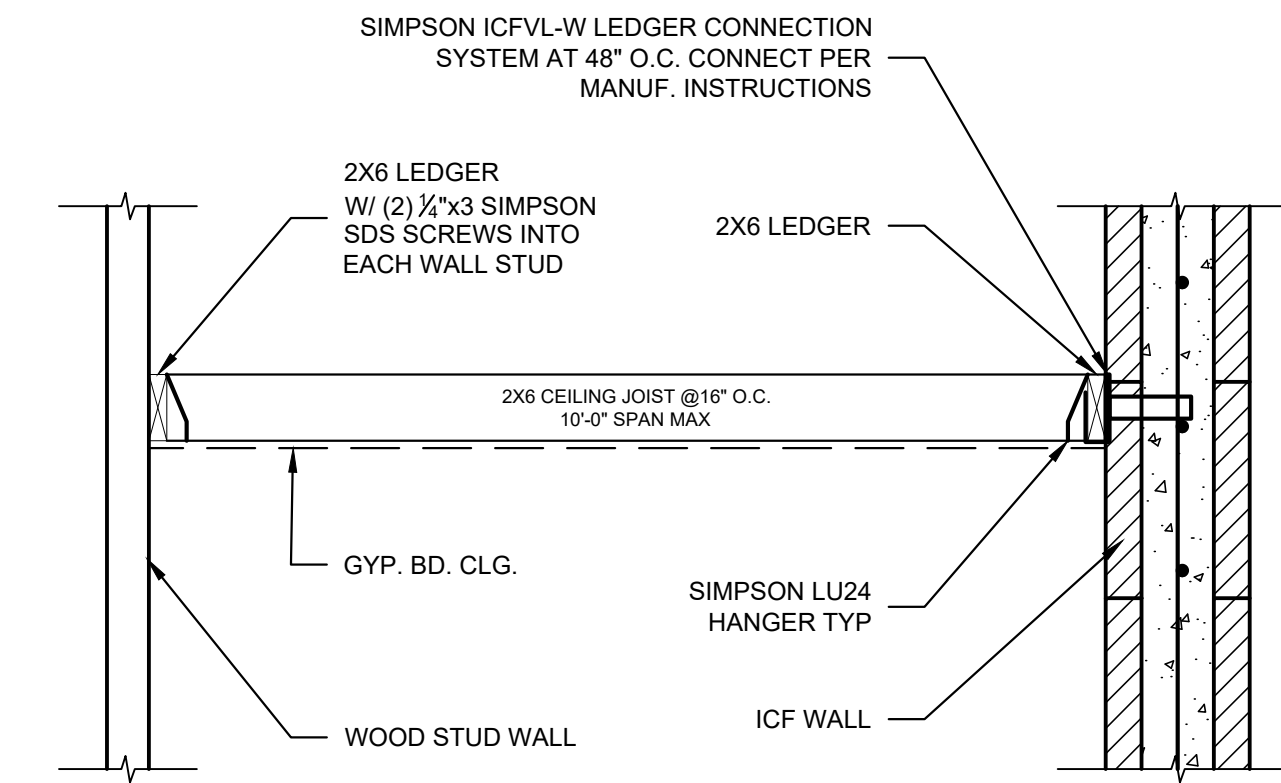 SIMPSON ICFVL-W LEDGER CONNECTION
SYSTEM AT 48" O.C. CONNECT PER
MANUF. INSTRUCTIONS
2X6 LEDGER
W/ (2) ¼"x3 SIMPSON
SDS SCREWS INTO
EACH WALL STUD
2X6 LEDGER
2X6 CEILING JOIST @16" O.C.
10'-0" SPAN MAX
GYP. BD. CLG.
SIMPSON LU24
HANGER TYP
WOOD STUD WALL
ICF WALL